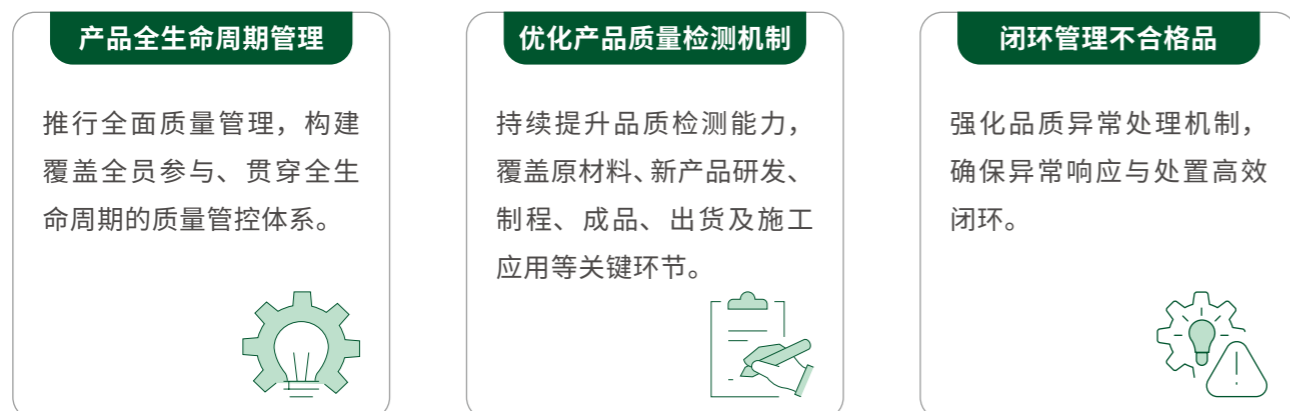 产品全生命周期管理
推行全面质量管理，构建
覆盖全员参与、贯穿全生
命周期的质量管控体系。
优化产品质量检测机制
持续提升品质检测能力，
覆盖原材料、新产品研发、
制程、成品、出货及施工
应用等关键环节。
闭环管理不合格品
强化品质异常处理机制，
确保异常响应与处置高效
闭环。